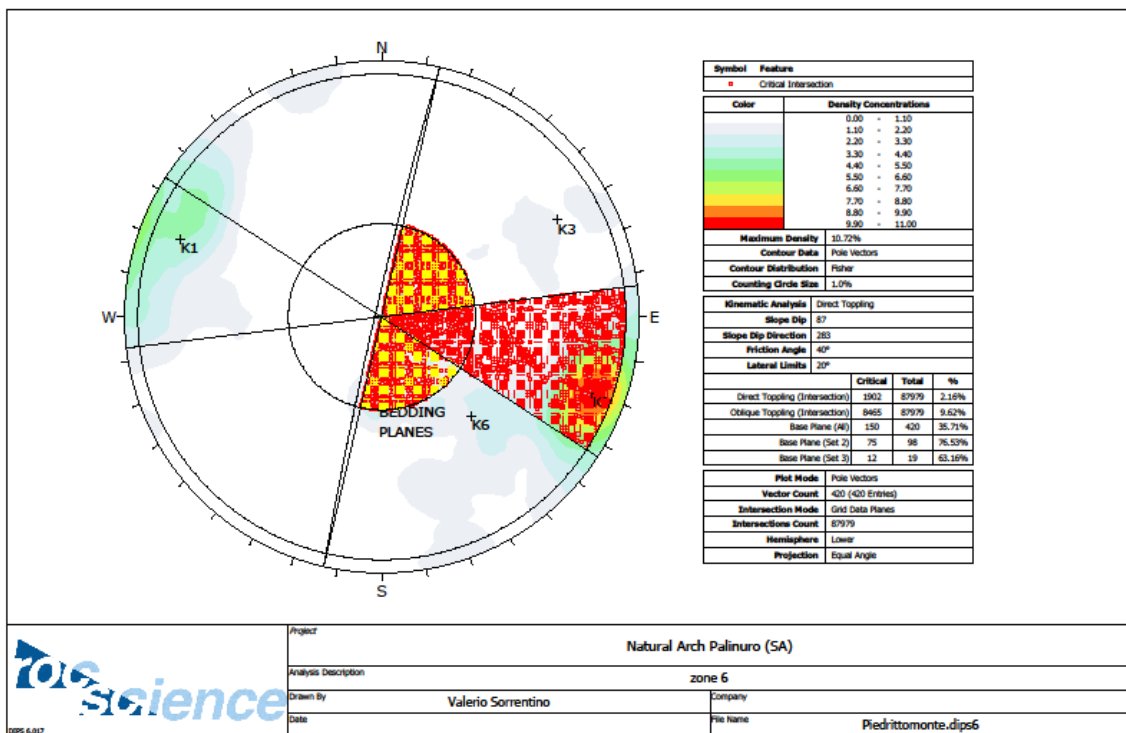 N
Symbol Feature
Critical Intersection
Color Density Concentrations
0.00 - 1.10
1.10 - 2.20
2.20 - 3.30
3.30 - 4.40
4.40 - 5.50
5.50 - 6.60
6.60 - 7.70
7.70 - 8.80
8.80 - 9.90
9.90 - 11.00
Maximum Density 10.72%
Contour Data Pole Vectors
Contour Distribution Fisher
Counting Circle Size 1.0%
Kinematic Analysis Direct Toppling
Slope Dip 87
Slope Dip Direction 283
Friction Angle 40°
Lateral Limits 20°
Critical Total %
Direct Toppling (Intersection) 1902 87979 2.16%
Oblique Toppling (Intersection) 8465 87979 9.62%
Base Plane (All) 150 420 35.71%
Base Plane (Set 2) 75 98 76.53%
Base Plane (Set 3) 12 19 63.16%
Plot Mode Pole Vectors
Vector Count 420 (420 Entries)
Intersection Mode Grid Data Planes
Intersections Count 87979
Hemisphere Lower
Projection Equal Angle
K3
K1
W
E
BEDDING
PLANES
K6
S
rocscience
DIPS 6.017
Project
Natural Arch Palinuro (SA)
Analysis Description
zone 6
Drawn By
Valerio Sorrentino
Company
Date
File Name
Piedrittomonte.dips6